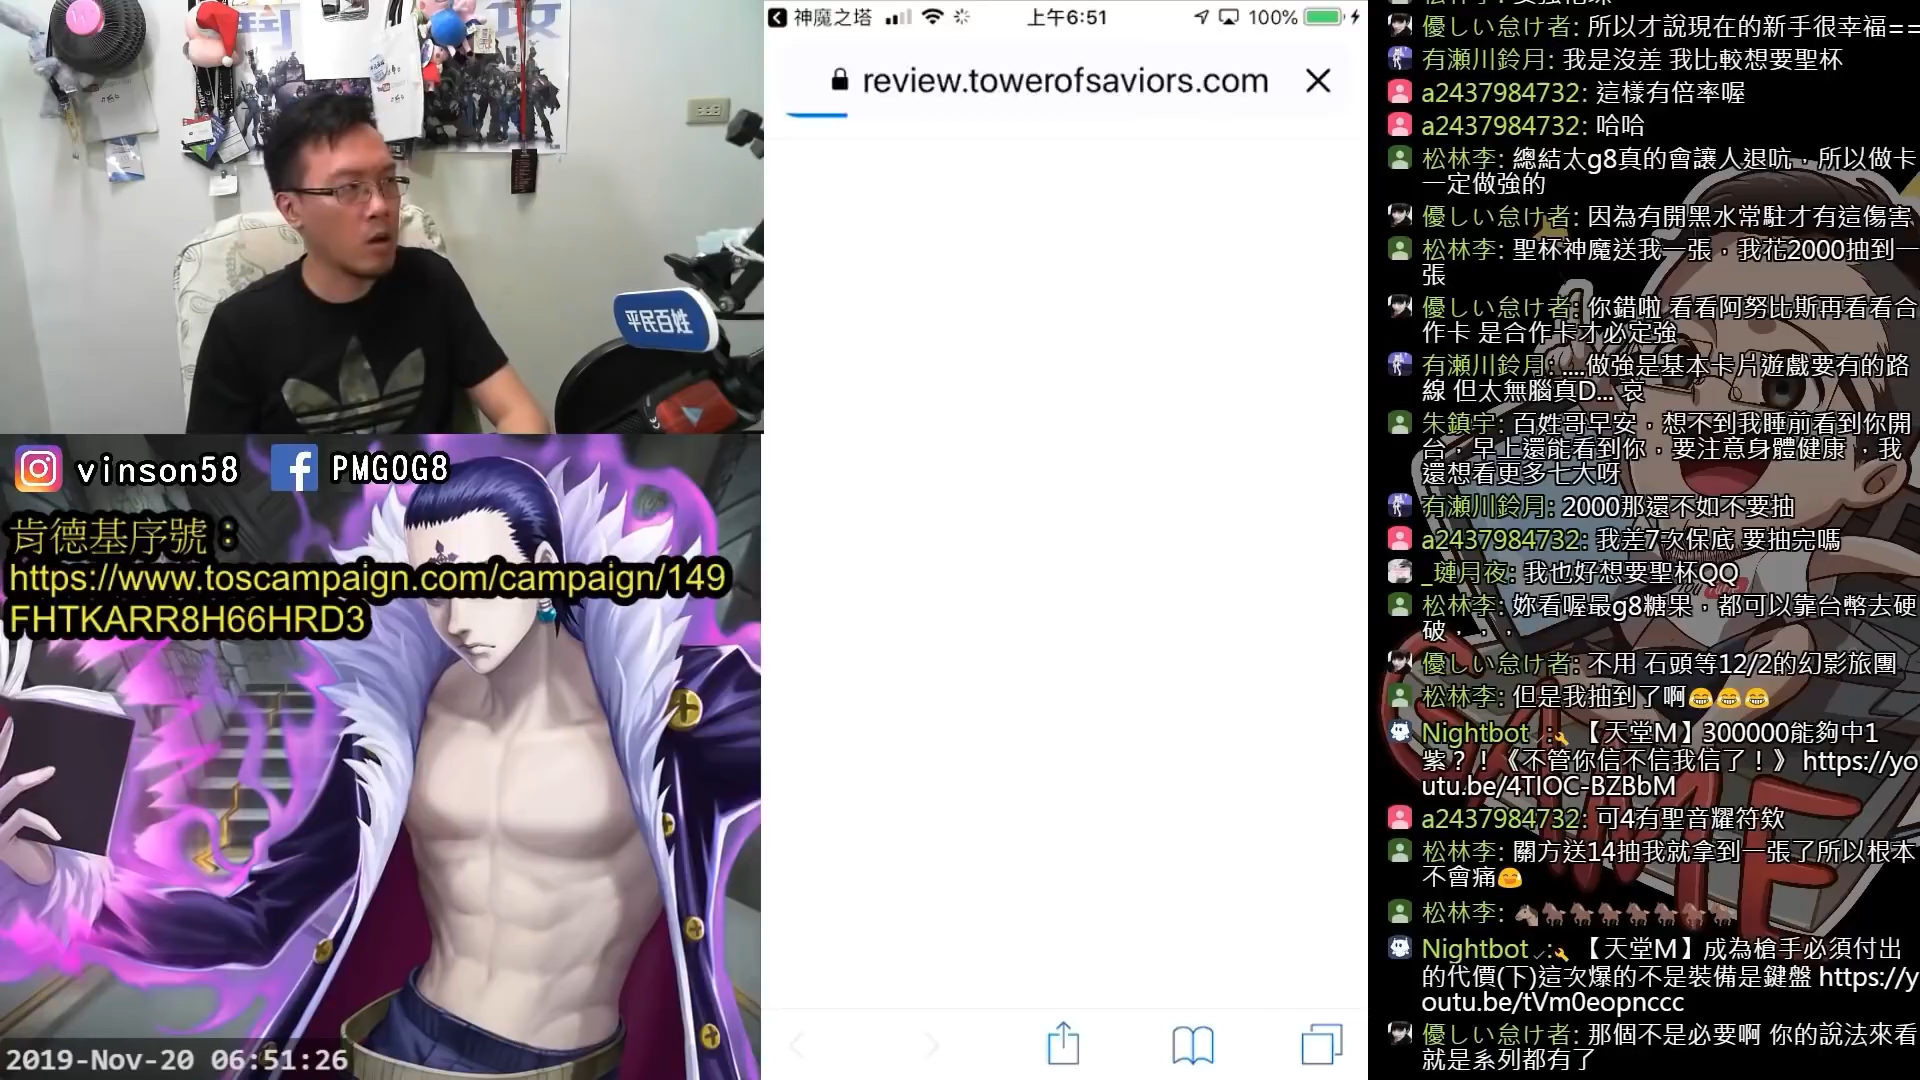 平民百姓
vinson58 PMGOG8
肯德基序號：
https://www.toscampaign.com/campaign/149
FHTKARR8H66HRD3
2019-Nov-20 06:51:26
神魔之塔 上午6:51 100%
review.towerofsaviors.com
優しい怠け者: 所以才說現在的新手很幸福==
有瀬川鈴月: 我是沒差 我比較想要聖杯
a2437984732: 這樣有倍率喔
a2437984732: 哈哈
松林李: 總結太g8真的會讓人退吭，所以做卡
一定做強的
優しい怠け者: 因為有開黑水常駐才有這傷害
松林李: 聖杯神魔送我一張，我花2000抽到一
張
優しい怠け者: 你錯啦 看看阿努比斯再看看合
作卡 是合作卡才必定強
有瀬川鈴月: ....做強是基本卡片遊戲要有的路
線 但太無腦真D... 哀
朱鎮宇: 百姓哥早安，想不到我睡前看到你開
台，早上還能看到你，要注意身體健康 ，我
還想看更多七大呀
有瀬川鈴月: 2000那還不如不要抽
a2437984732: 我差7次保底 要抽完嗎
_璉月夜: 我也好想要聖杯QQ
松林李: 妳看喔最g8糖果，都可以靠台幣去硬
破，，，
優しい怠け者: 不用 石頭等12/2的幻影旅團
松林李: 但是我抽到了啊😂😂😂
Nightbot: 【天堂M】300000能夠中1
紫？！《不管你信不信我信了！》 https://yo
utu.be/4TIOC-BZBbM
a2437984732: 可4有聖音耀符欸
松林李: 關方送14抽我就拿到一張了所以根本
不會痛😅
松林李: 🐴🐎🐎🐎🐎🐎🐎🐎
Nightbot: 【天堂M】成為槍手必須付出
的代價(下)這次爆的不是裝備是鍵盤 https://y
outu.be/tVm0eopnccc
優しい怠け者: 那個不是必要啊 你的說法來看
就是系列都有了